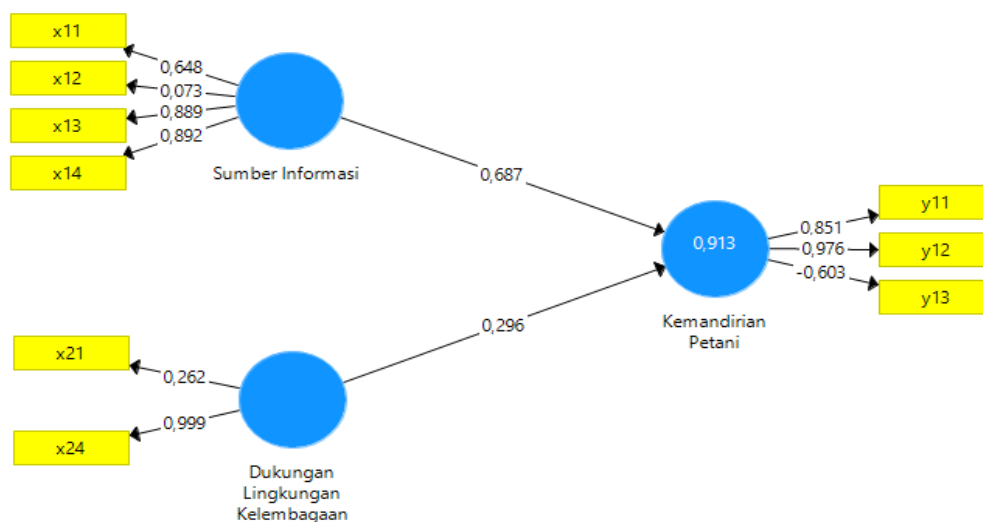 x11
x12
x13
x14
0,648
0,073
0,889
0,892
Sumber Informasi
0,687
x21
x24
0,262
0,999
Dukungan
Lingkungan
Kelembagaan
0,296
0,913
Kemandirian
Petani
0,851
0,976
-0,603
y11
y12
y13